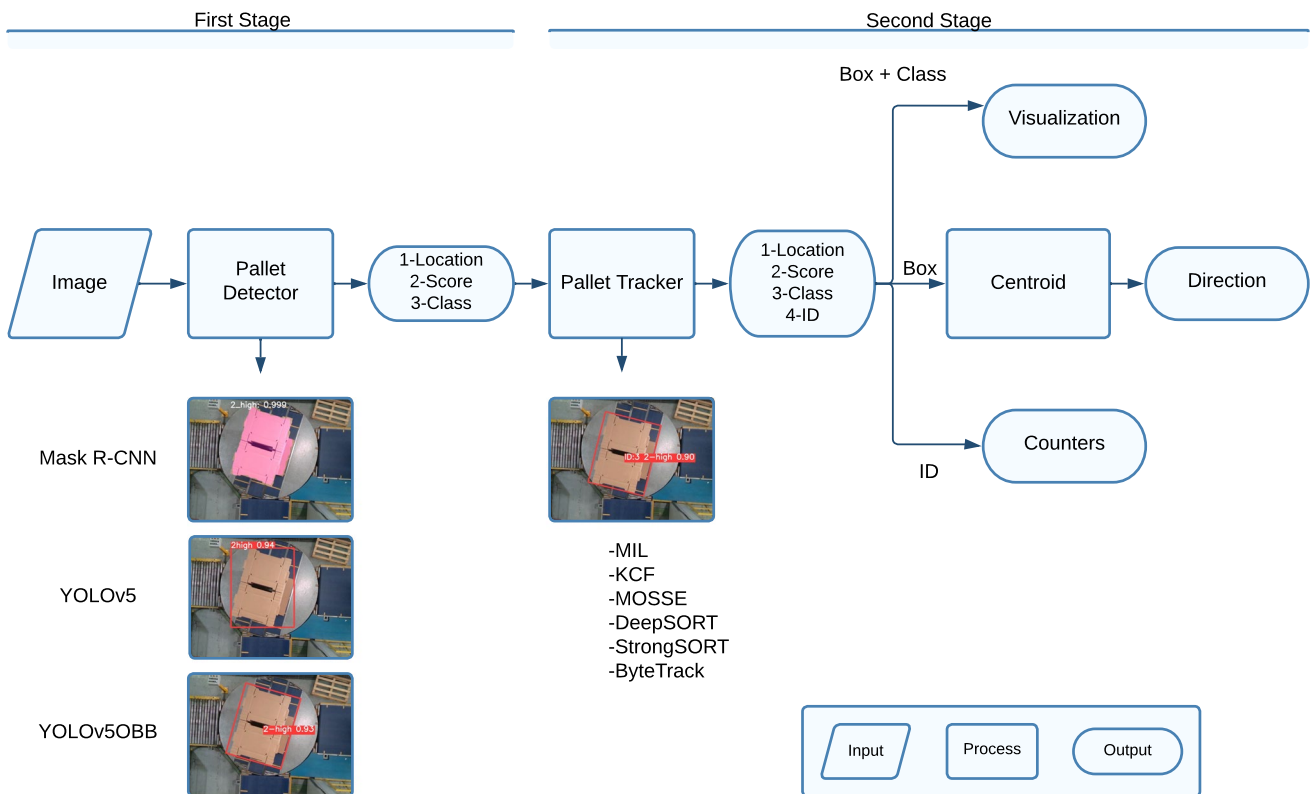 First Stage
Second Stage
Box + Class
Visualization
Image
Pallet
Detector
1-Location
2-Score
3-Class
Pallet Tracker
1-Location
2-Score
3-Class
4-ID
Box
Centroid
Direction
2_high: 0.999
Mask R-CNN
ID:3 2-high 0.90
Counters
ID
2high 0.94
YOLOv5
-MIL
-KCF
-MOSSE
-DeepSORT
-StrongSORT
-ByteTrack
2-high 0.93
YOLOv5OBB
Input
Process
Output